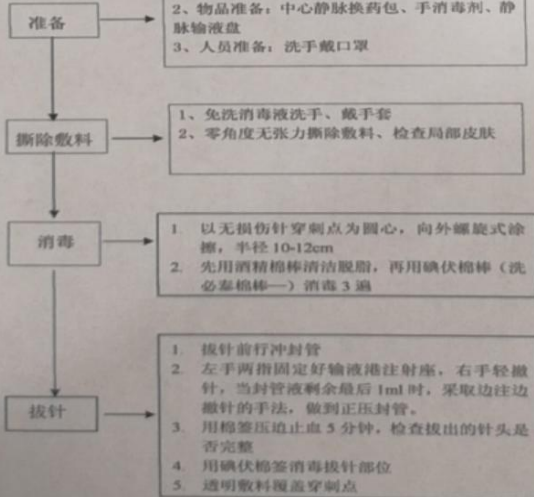 准备
2、物品准备：中心静脉换药包、手消毒剂、静
脉输液盘
3、人员准备：洗手戴口罩
撕除敷料
1、免洗消毒液洗手、戴手套
2、零角度无张力撕除敷料、检查局部皮肤
消毒
1. 以无损伤针穿刺点为圆心，向外螺旋式涂
擦，半径 10-12cm
2. 先用酒精棉棒清洁脱脂，再用碘伏棉棒（洗
必泰棉棒—）消毒 3 遍
拔针
1. 拔针前行冲封管
2. 左手两指固定好输液港注射座，右手轻撤
针，当封管液剩余最后 1ml 时，采取边注边
撤针的手法，做到正压封管。
3. 用棉签压迫止血 5 分钟，检查拔出的针头是
否完整
4. 用碘伏棉签消毒拔针部位
5. 透明敷料覆盖穿刺点